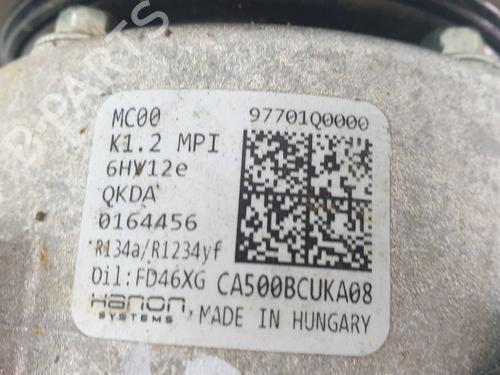 MC00 97701Q0000
K1.2 MPI
6HV12e
QKDA
0164456
R134a/R1234yf
Oil:FD46XG CA500BCUKA08
Hanon
SYSTEMS ,MADE IN HUNGARY
B-PARTS